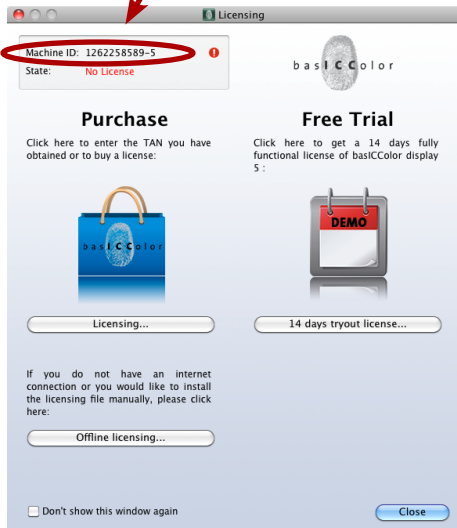 Licensing
Machine ID: 1262258589-5
State: No License
basICColor
Purchase
Click here to enter the TAN you have
obtained or to buy a license:
basICColor
Licensing...
If you do not have an internet
connection or you would like to install
the licensing file manually, please click
here:
Offline licensing...
Free Trial
Click here to get a 14 days fully
functional license of basICColor display
5 :
DEMO
14 days tryout license...
Don't show this window again
Close